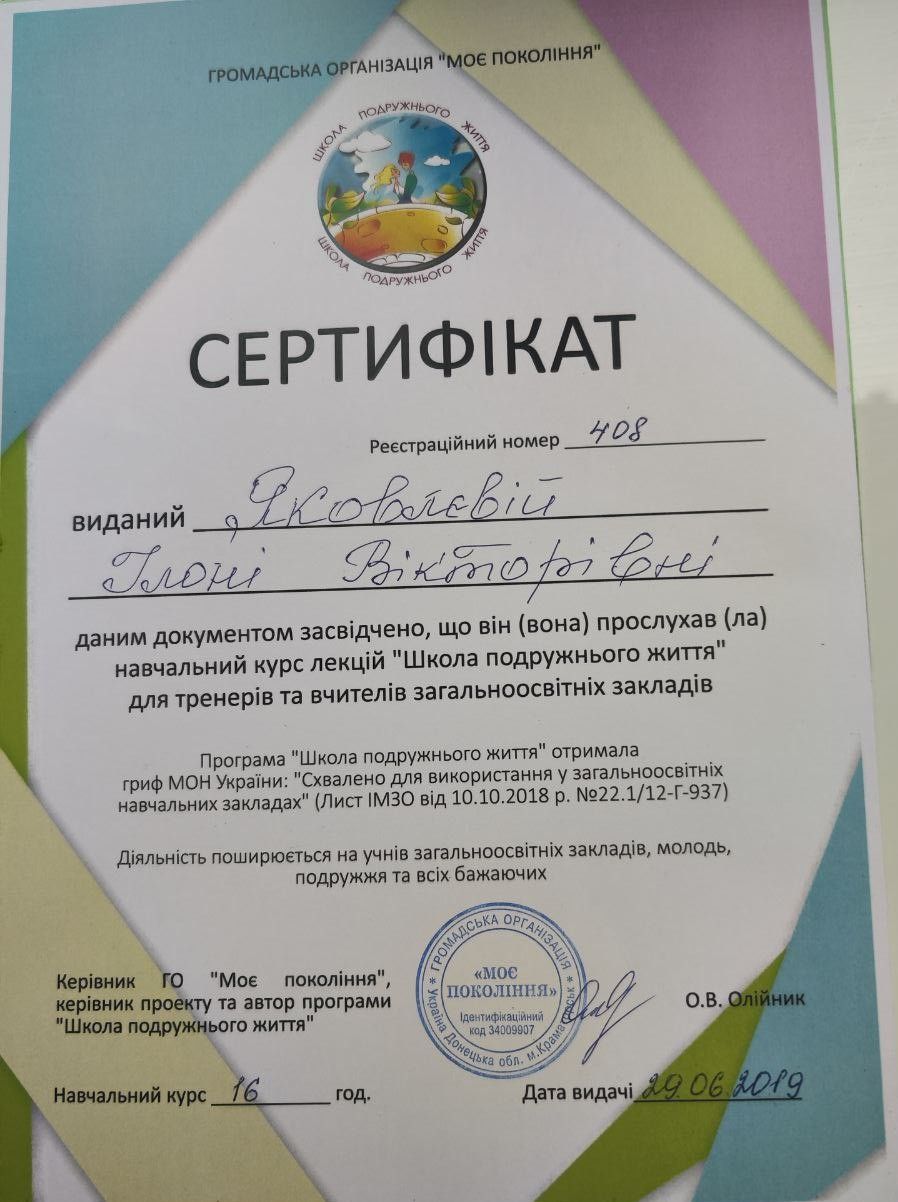 ГРОМАДСЬКА ОРГАНІЗАЦІЯ "МОЄ ПОКОЛІННЯ"
ШКОЛА ПОДРУЖНЬОГО ЖИТТЯ
ШКОЛА ПОДРУЖНЬОГО ЖИТТЯ
СЕРТИФІКАТ
Реєстраційний номер 408
виданий Яковлєвій
Ілоні Вікторівні
даним документом засвідчено, що він (вона) прослухав (ла)
навчальний курс лекцій "Школа подружнього життя"
для тренерів та вчителів загальноосвітніх закладів
Програма "Школа подружнього життя" отримала
гриф МОН України: "Схвалено для використання у загальноосвітніх
навчальних закладах" (Лист ІМЗО від 10.10.2018 р. №22.1/12-Г-937)
Діяльність поширюється на учнів загальноосвітніх закладів, молодь,
подружжя та всіх бажаючих
Керівник ГО "Моє покоління",
керівник проекту та автор програми
"Школа подружнього життя"
* ГРОМАДСЬКА ОРГАНІЗАЦІЯ *
«МОЄ
ПОКОЛІННЯ»
Ідентифікаційний
код 34009907
Україна Донецька обл. м.Краматорськ
О.В. Олійник
Навчальний курс 16 год.
Дата видачі 29.06.2019